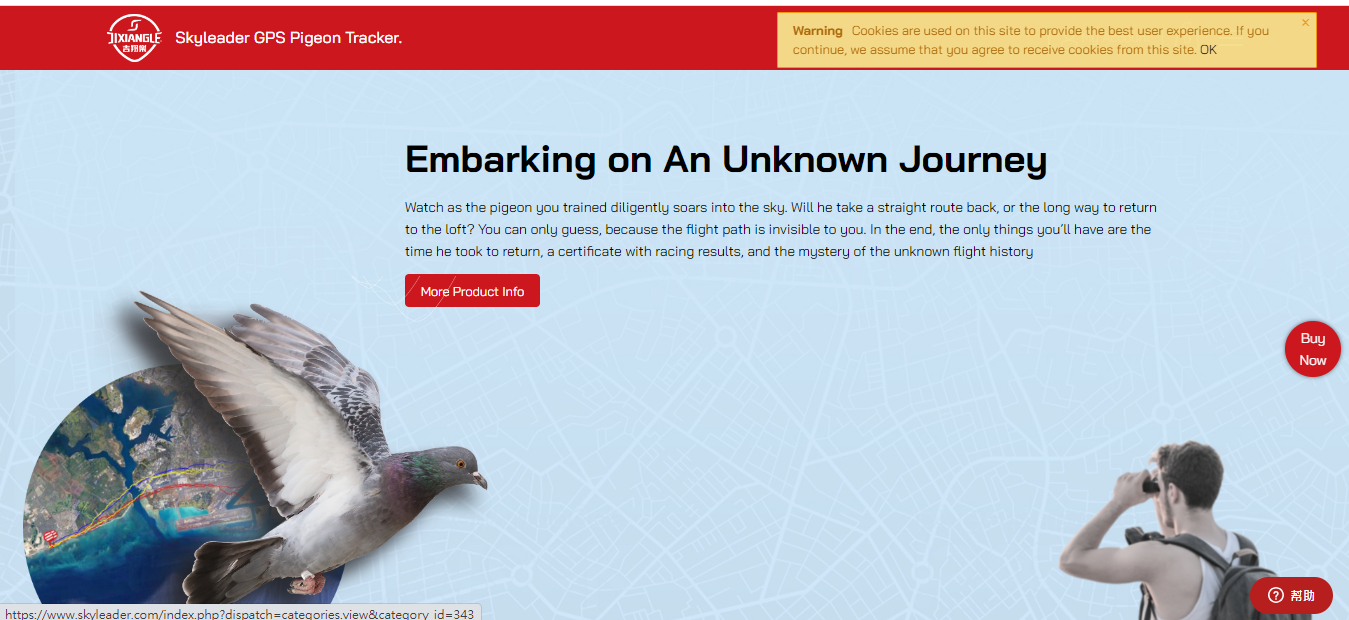 JIXIANGLE
吉翔樂
Skyleader GPS Pigeon Tracker.
Warning Cookies are used on this site to provide the best user experience. If you
continue, we assume that you agree to receive cookies from this site. OK
×
Embarking on An Unknown Journey
Watch as the pigeon you trained diligently soars into the sky. Will he take a straight route back, or the long way to return
to the loft? You can only guess, because the flight path is invisible to you. In the end, the only things you'll have are the
time he took to return, a certificate with racing results, and the mystery of the unknown flight history
More Product Info
Buy
Now
幫助
https://www.skyleader.com/index.php?dispatch=categories.view&category_id=343